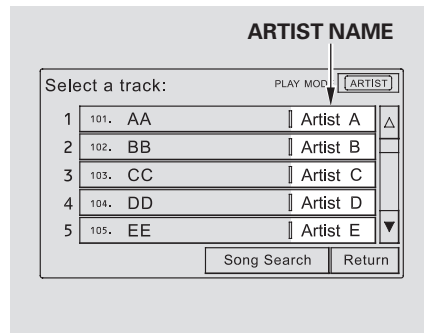 ARTIST NAME
Select a track: PLAY MODE [ARTIST]
1 101. AA Artist A
2 102. BB Artist B
3 103. CC Artist C
4 104. DD Artist D
5 105. EE Artist E
Song Search Return